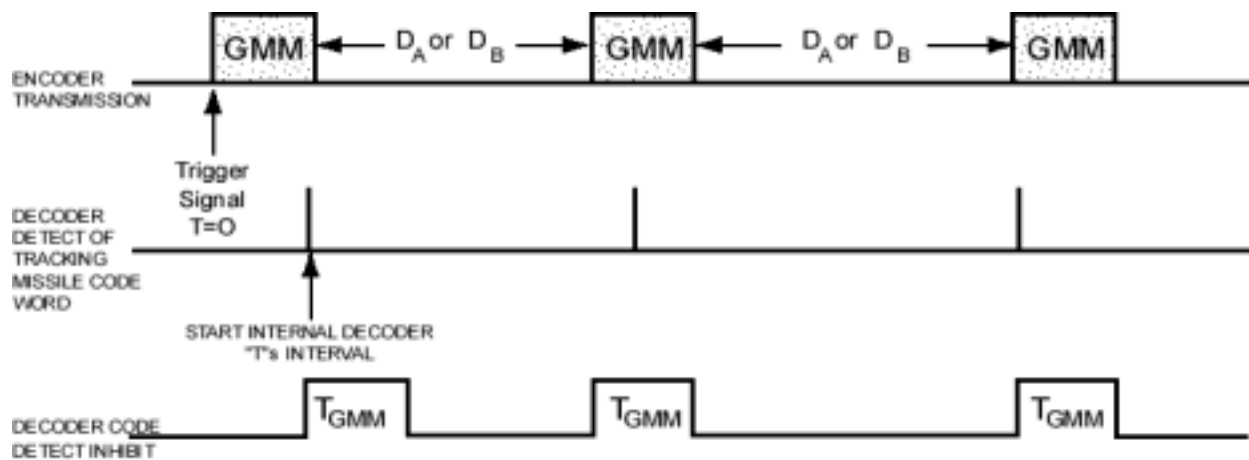 GMM
D_A or D_B
GMM
D_A or D_B
GMM
ENCODER
TRANSMISSION
Trigger
Signal
T=O
DECODER
DETECT OF
TRACKING
MISSILE CODE
WORD
START INTERNAL DECODER
"T"s INTERVAL
T_GMM
T_GMM
T_GMM
DECODER CODE
DETECT INHIBIT